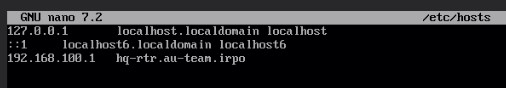 GNU nano 7.2 /etc/hosts
127.0.0.1 localhost.localdomain localhost
::1 localhost6.localdomain localhost6
192.168.100.1 hq-rtr.au-team.irpo